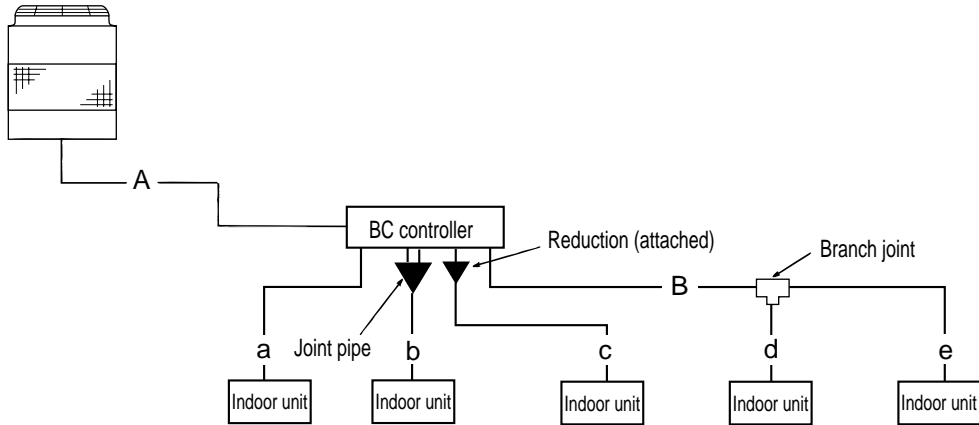 A
BC controller
Reduction (attached)
Branch joint
B
Joint pipe
a
b
c
d
e
Indoor unit
Indoor unit
Indoor unit
Indoor unit
Indoor unit